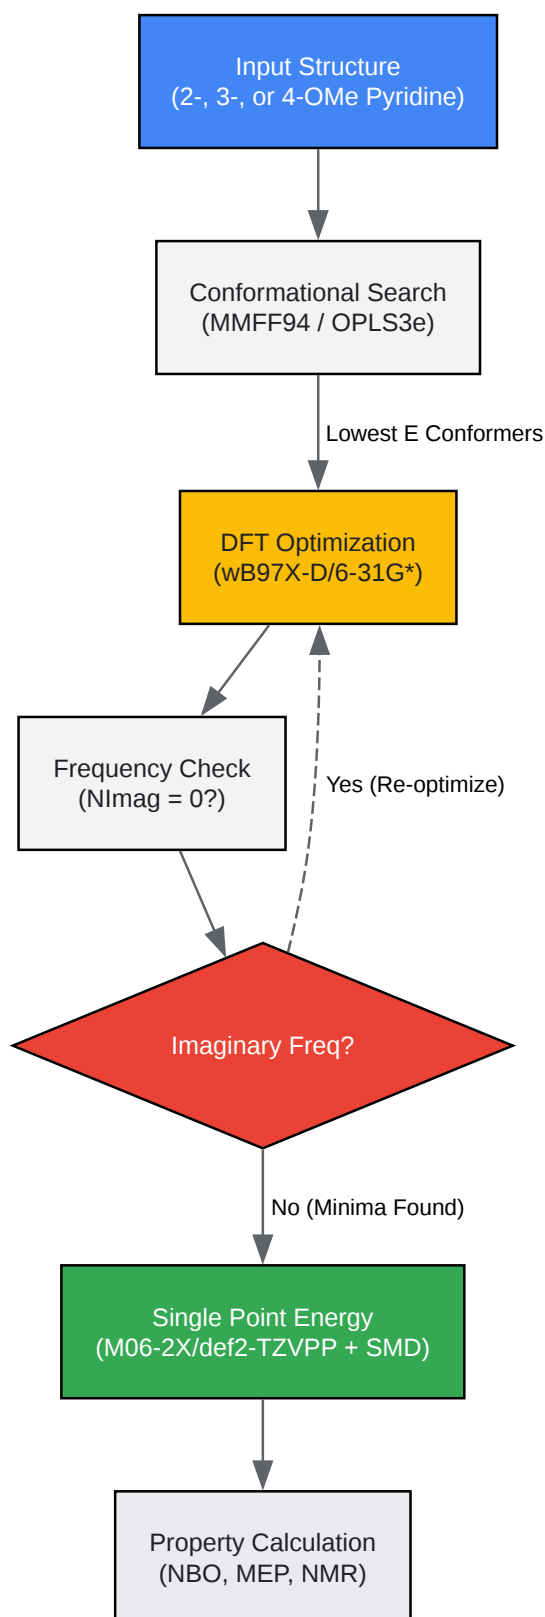 Input Structure
(2-, 3-, or 4-OMe Pyridine)
Conformational Search
(MMFF94 / OPLS3e)
Lowest E Conformers
DFT Optimization
(wB97X-D/6-31G*)
Frequency Check
(NImag = 0?)
Yes (Re-optimize)
Imaginary Freq?
No (Minima Found)
Single Point Energy
(M06-2X/def2-TZVPP + SMD)
Property Calculation
(NBO, MEP, NMR)